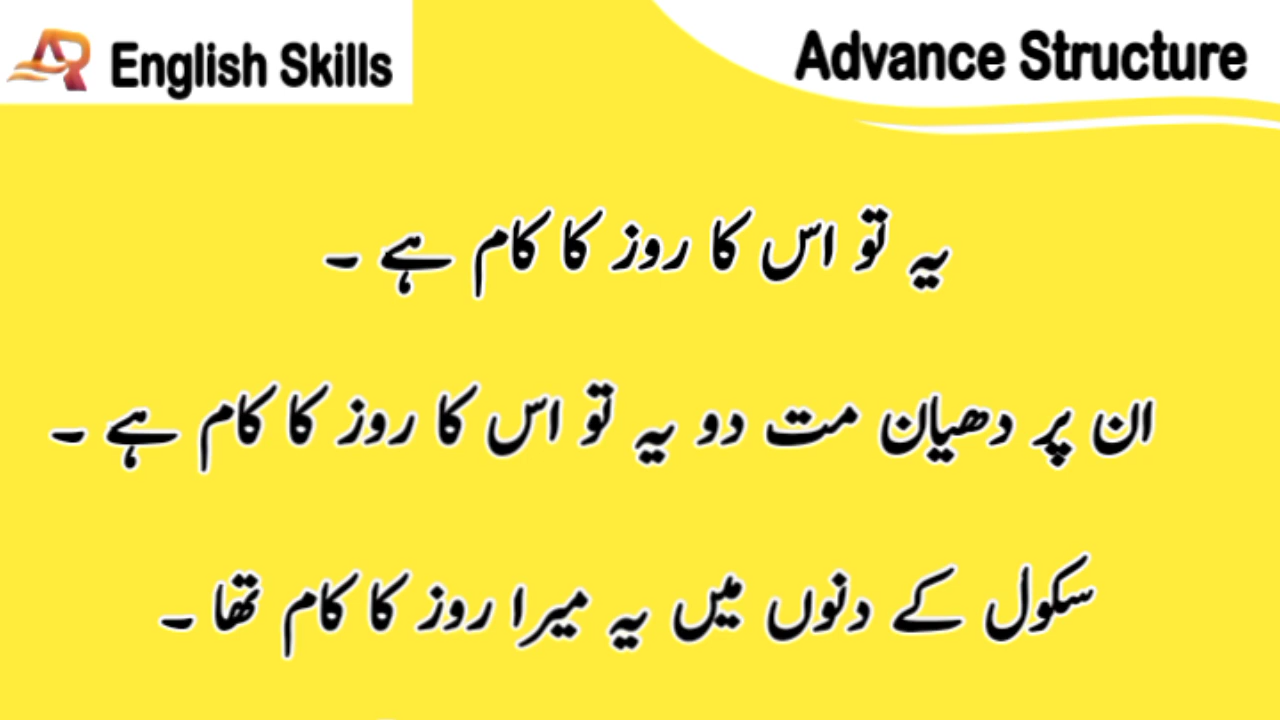 AR English Skills
Advance Structure
یہ تو اس کا روز کا کام ہے ۔
ان پر دھیان مت دو یہ تو اس کا روز کا کام ہے ۔
سکول کے دنوں میں یہ میرا روز کا کام تھا ۔